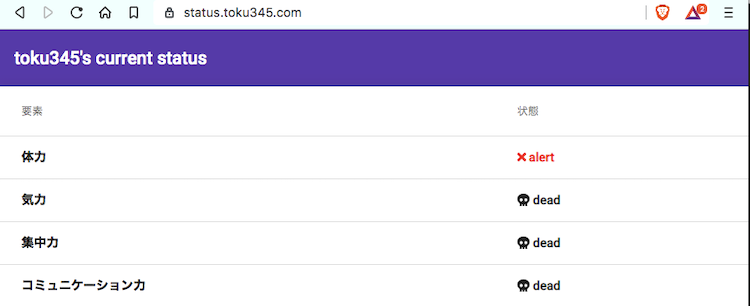 status.toku345.com
2
toku345's current status
要素 状態
体力 alert
気力 dead
集中力 dead
コミュニケーション力 dead